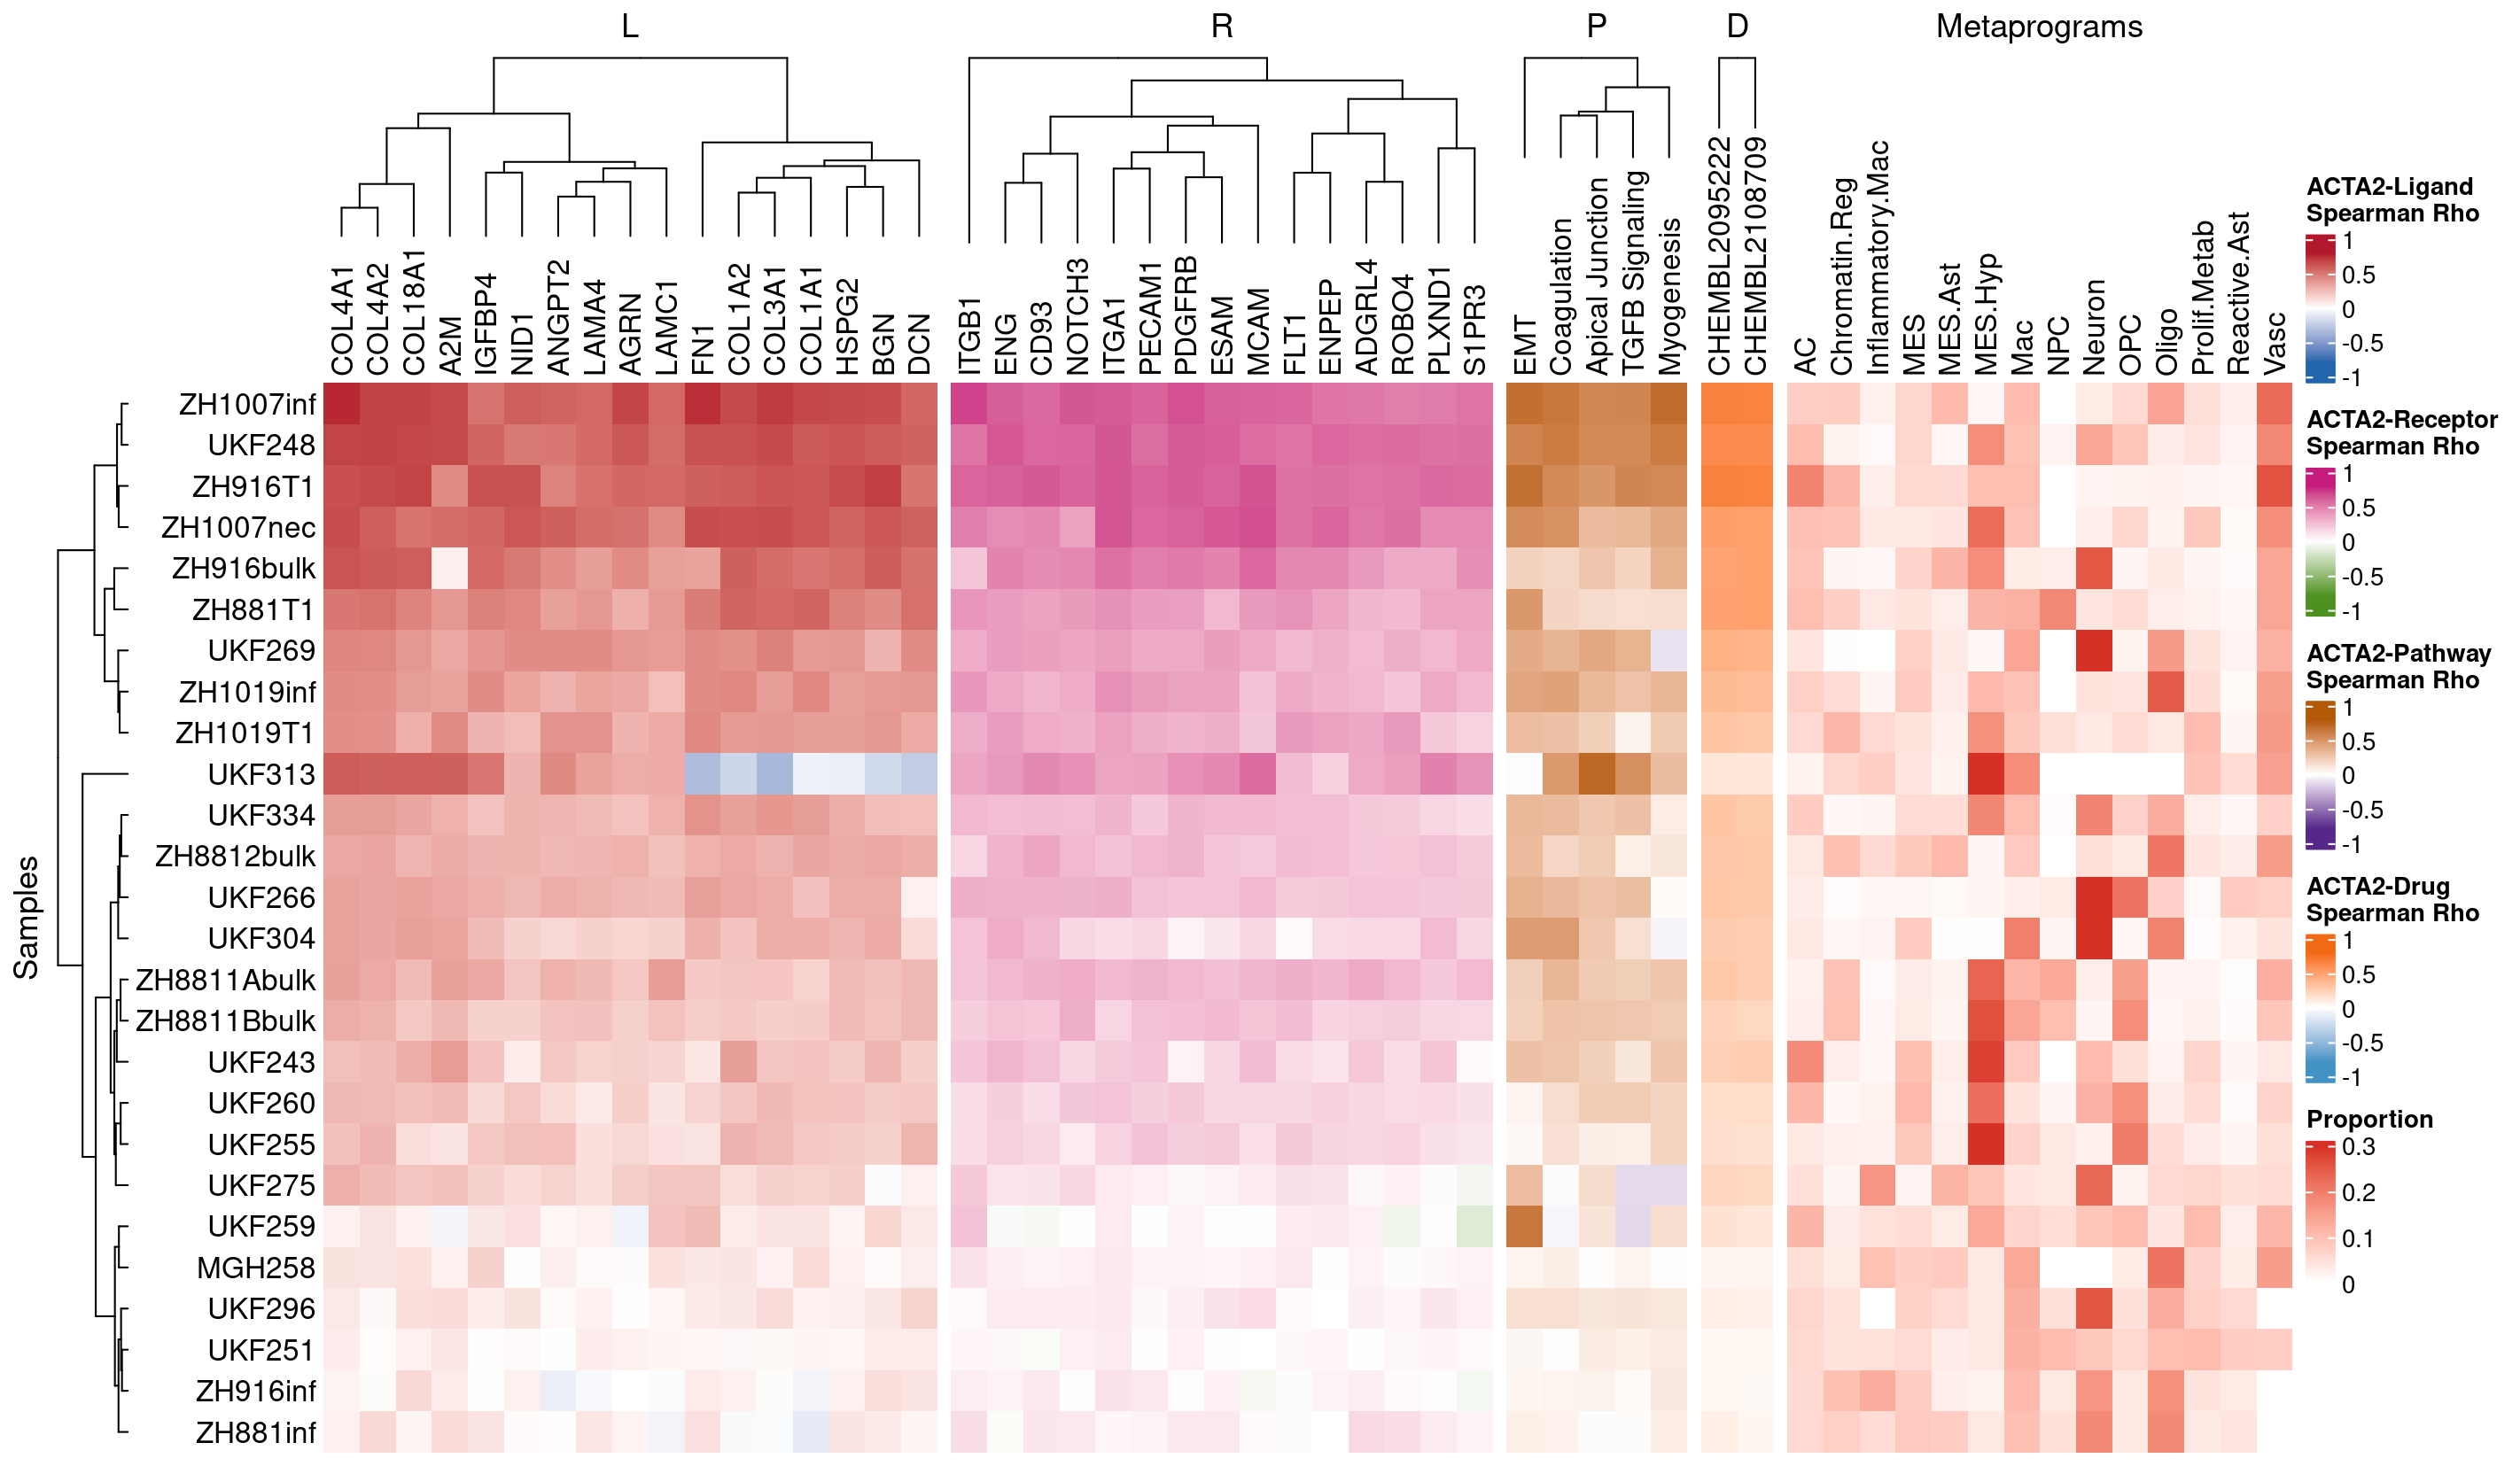 L R P D Metaprograms
COL4A1
COL4A2
COL18A1
A2M
IGFBP4
NID1
ANGPT2
LAMA4
AGRN
LAMC1
FN1
COL1A2
COL3A1
COL1A1
HSPG2
BGN
DCN
ITGB1
ENG
CD93
NOTCH3
ITGA1
PECAM1
PDGFRB
ESAM
MCAM
FLT1
ENPEP
ADGRL4
ROBO4
PLXND1
S1PR3
EMT
Coagulation
Apical Junction
TGFB Signaling
Myogenesis
CHEMBL2095222
CHEMBL2108709
AC
Chromatin.Reg
Inflammatory.Mac
MES
MES.Ast
MES.Hyp
Mac
NPC
Neuron
OPC
Oligo
Prolif.Metab
Reactive.Ast
Vasc
Samples
ZH1007inf
UKF248
ZH916T1
ZH1007nec
ZH916bulk
ZH881T1
UKF269
ZH1019inf
ZH1019T1
UKF313
UKF334
ZH8812bulk
UKF266
UKF304
ZH8811Abulk
ZH8811Bbulk
UKF243
UKF260
UKF255
UKF275
UKF259
MGH258
UKF296
UKF251
ZH916inf
ZH881inf
ACTA2-Ligand
Spearman Rho
1
0.5
0
-0.5
-1
ACTA2-Receptor
Spearman Rho
1
0.5
0
-0.5
-1
ACTA2-Pathway
Spearman Rho
1
0.5
0
-0.5
-1
ACTA2-Drug
Spearman Rho
1
0.5
0
-0.5
-1
Proportion
0.3
0.2
0.1
0